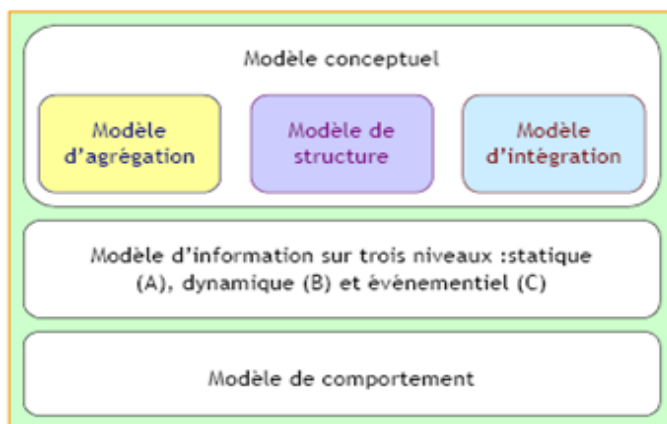 Modèle conceptuel
Modèle
d'agrégation
Modèle de
structure
Modèle
d'intégration
Modèle d'information sur trois niveaux :statique
(A), dynamique (B) et évènementiel (C)
Modèle de comportement